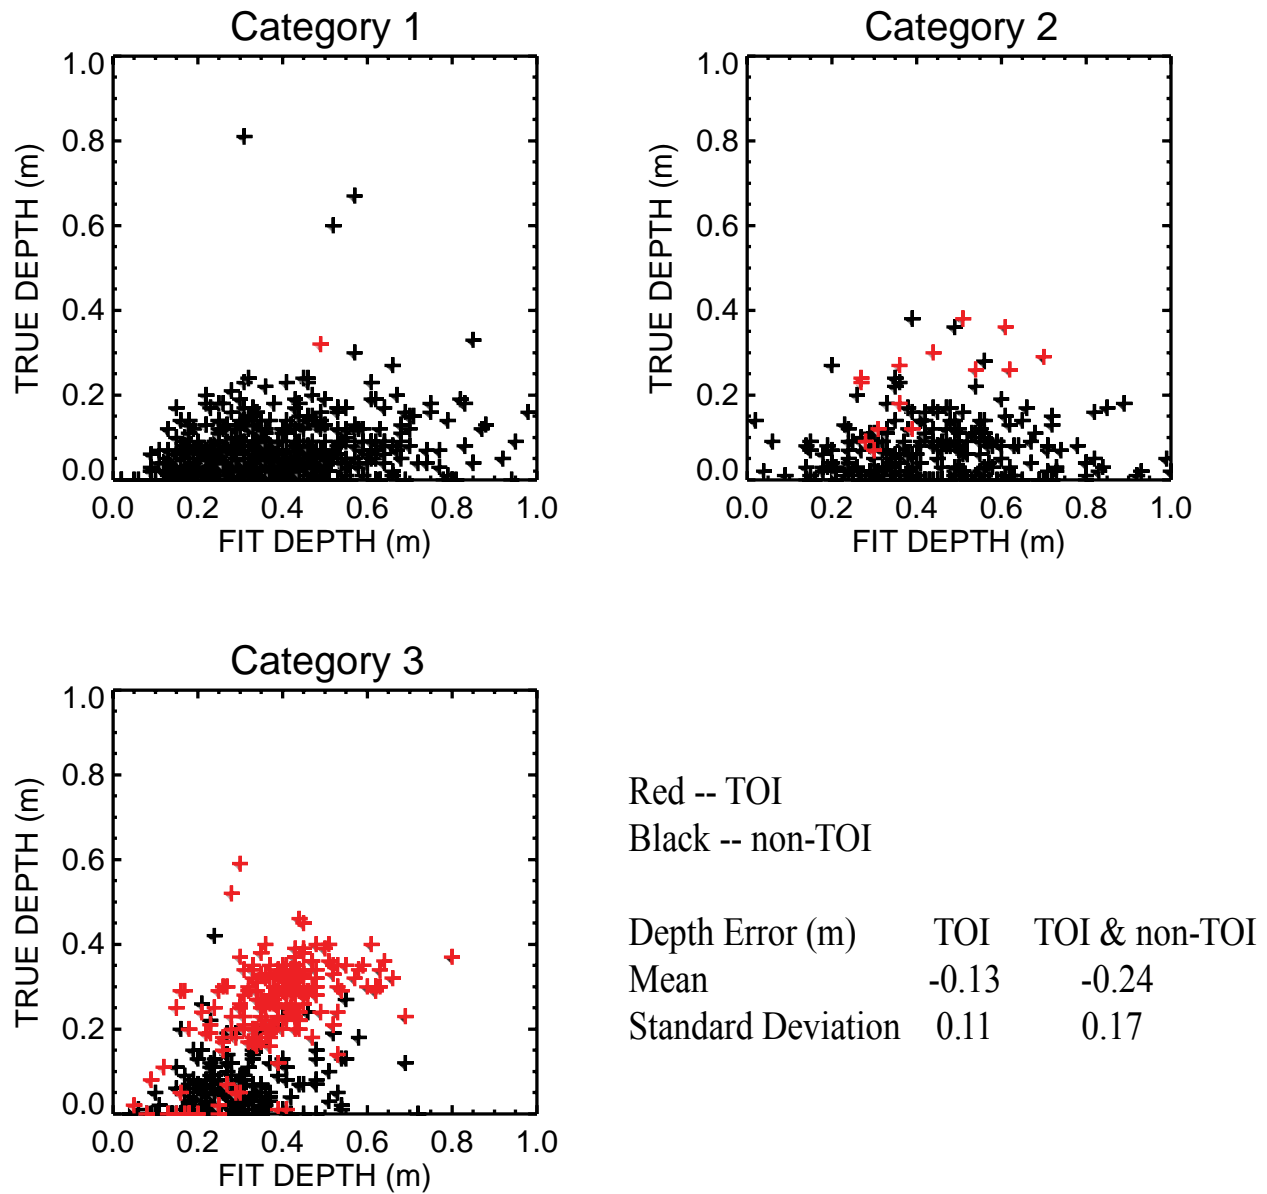 Category 1
1.0
0.8
0.6
0.4
0.2
0.0
TRUE DEPTH (m)
0.0 0.2 0.4 0.6 0.8 1.0
FIT DEPTH (m)
Category 2
1.0
0.8
0.6
0.4
0.2
0.0
TRUE DEPTH (m)
0.0 0.2 0.4 0.6 0.8 1.0
FIT DEPTH (m)
Category 3
1.0
0.8
0.6
0.4
0.2
0.0
TRUE DEPTH (m)
0.0 0.2 0.4 0.6 0.8 1.0
FIT DEPTH (m)
Red -- TOI
Black -- non-TOI
Depth Error (m) TOI TOI & non-TOI
Mean -0.13 -0.24
Standard Deviation 0.11 0.17